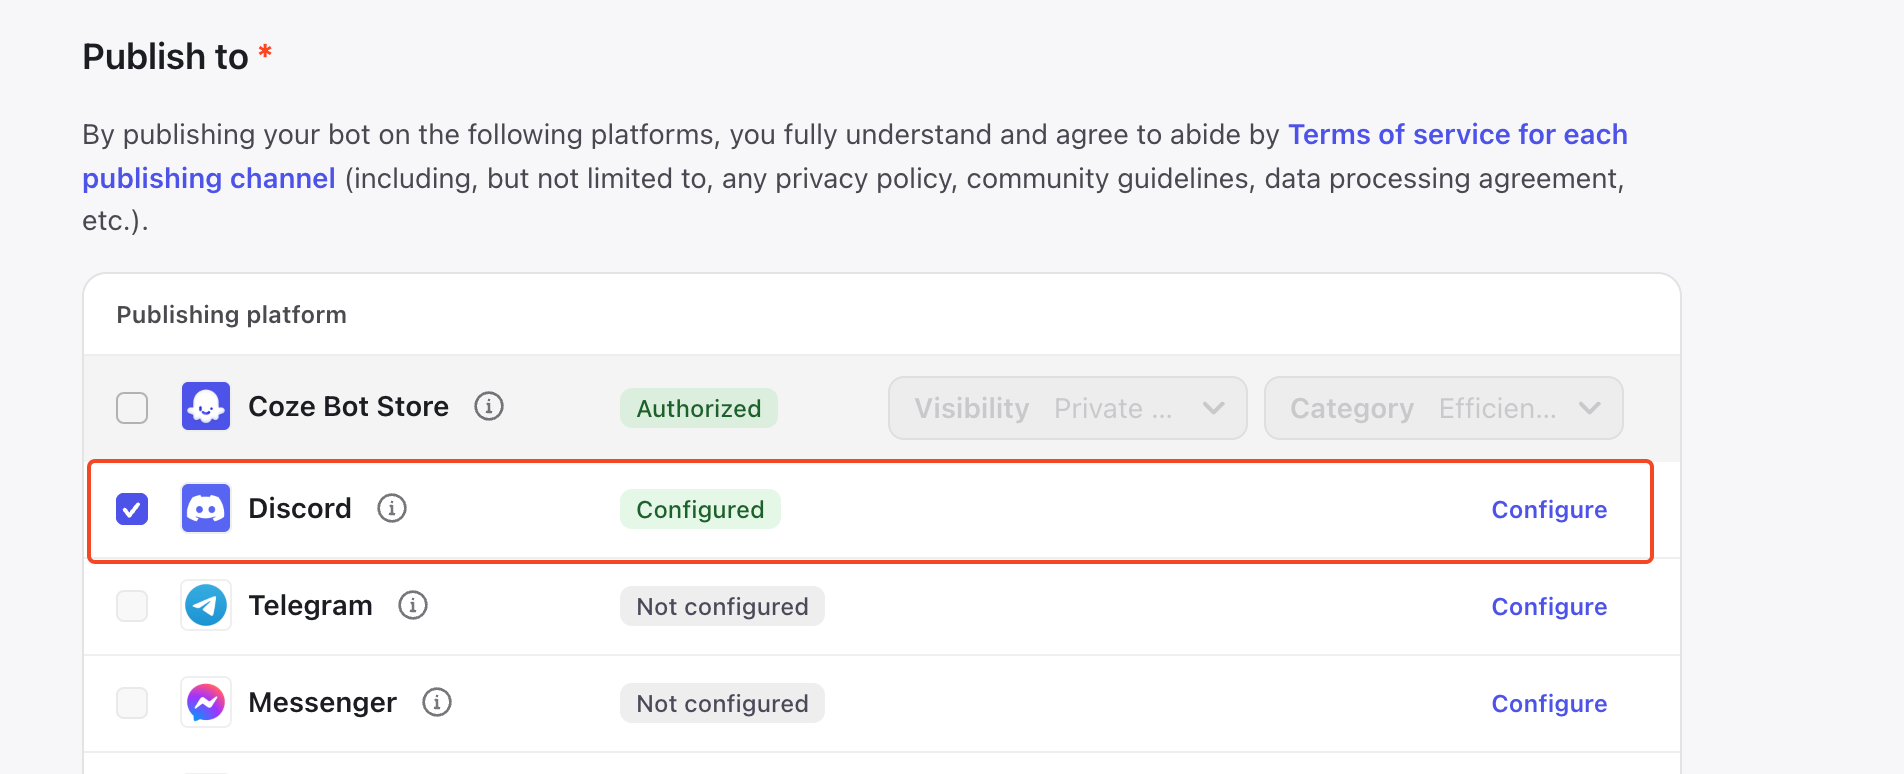 Publish to *
By publishing your bot on the following platforms, you fully understand and agree to abide by Terms of service for each
publishing channel (including, but not limited to, any privacy policy, community guidelines, data processing agreement,
etc.).
Publishing platform
Coze Bot Store Authorized Visibility Private ... Category Efficien...
Discord Configured Configure
Telegram Not configured Configure
Messenger Not configured Configure